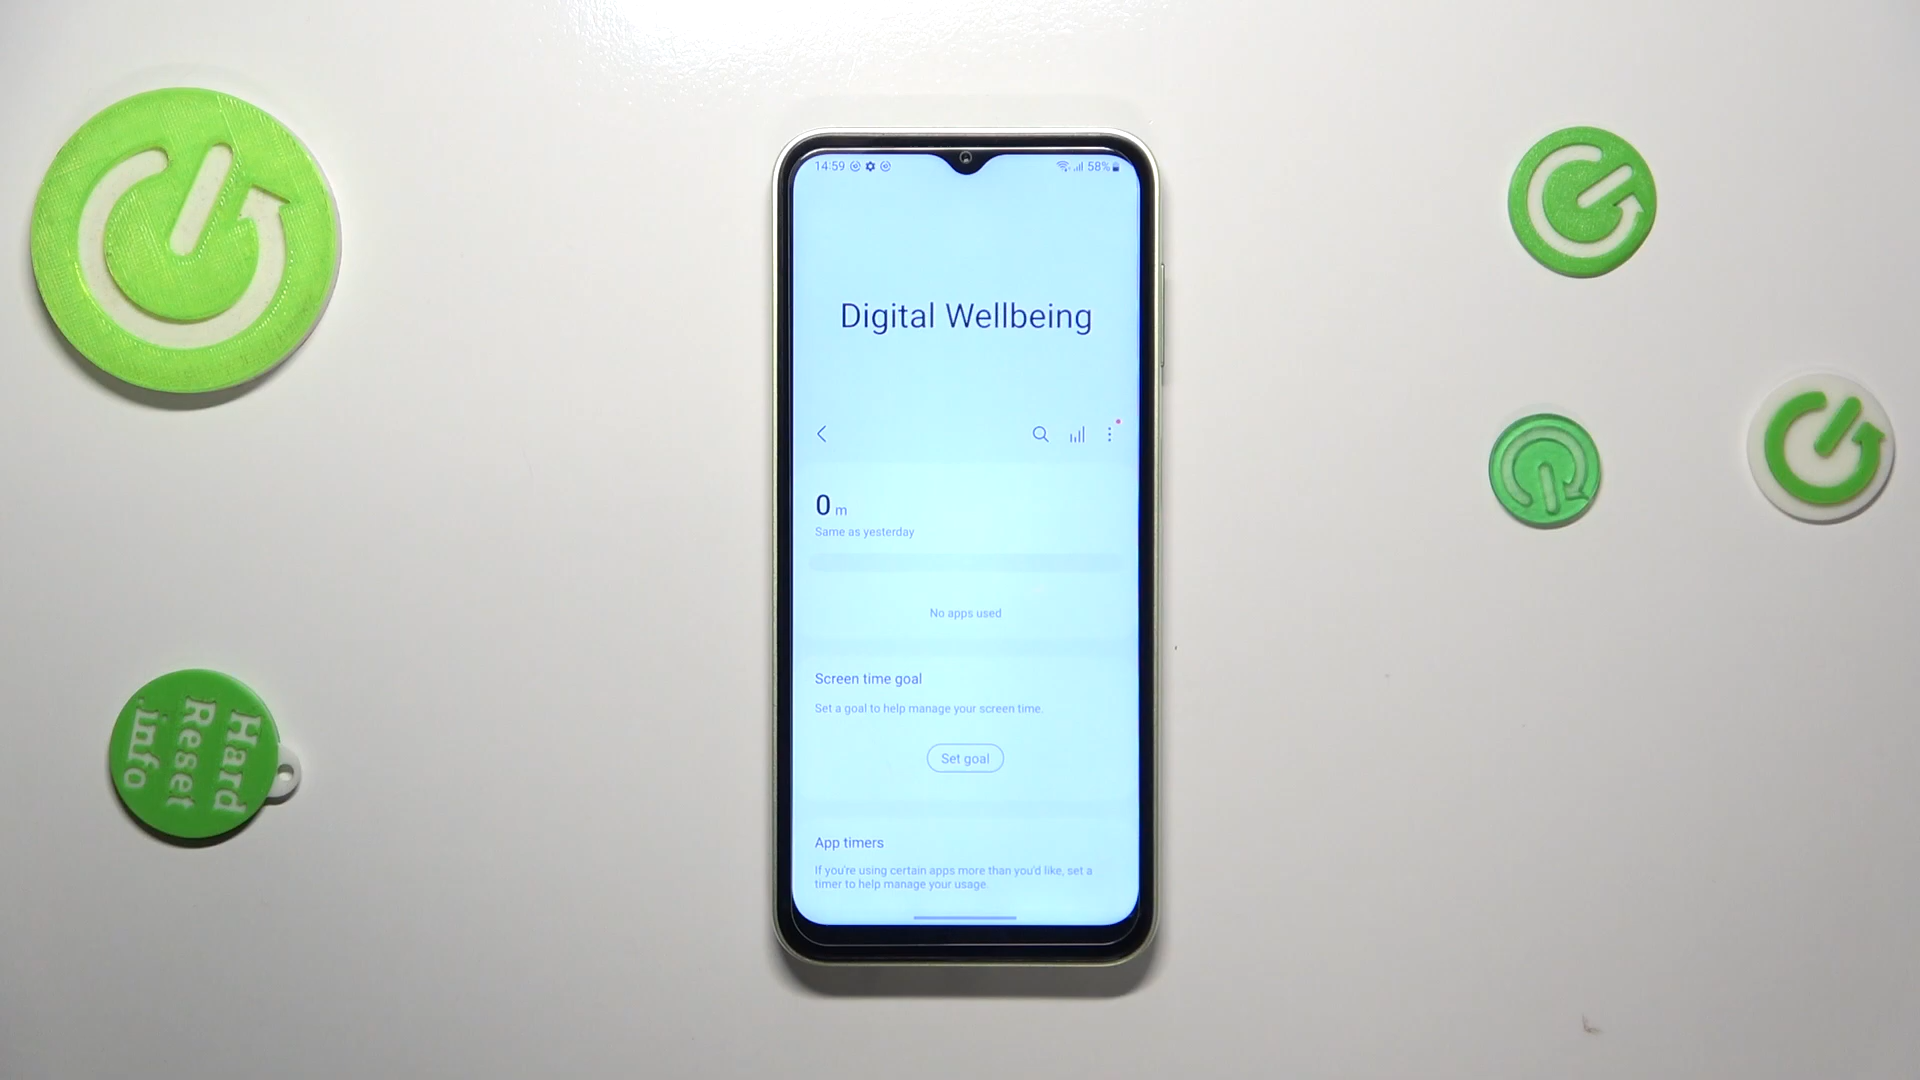 14:59
58%
Digital Wellbeing
0 m
Same as yesterday
No apps used
Screen time goal
Set a goal to help manage your screen time.
Set goal
App timers
If you're using certain apps more than you'd like, set a
timer to help manage your usage.
Hard
Reset
.info